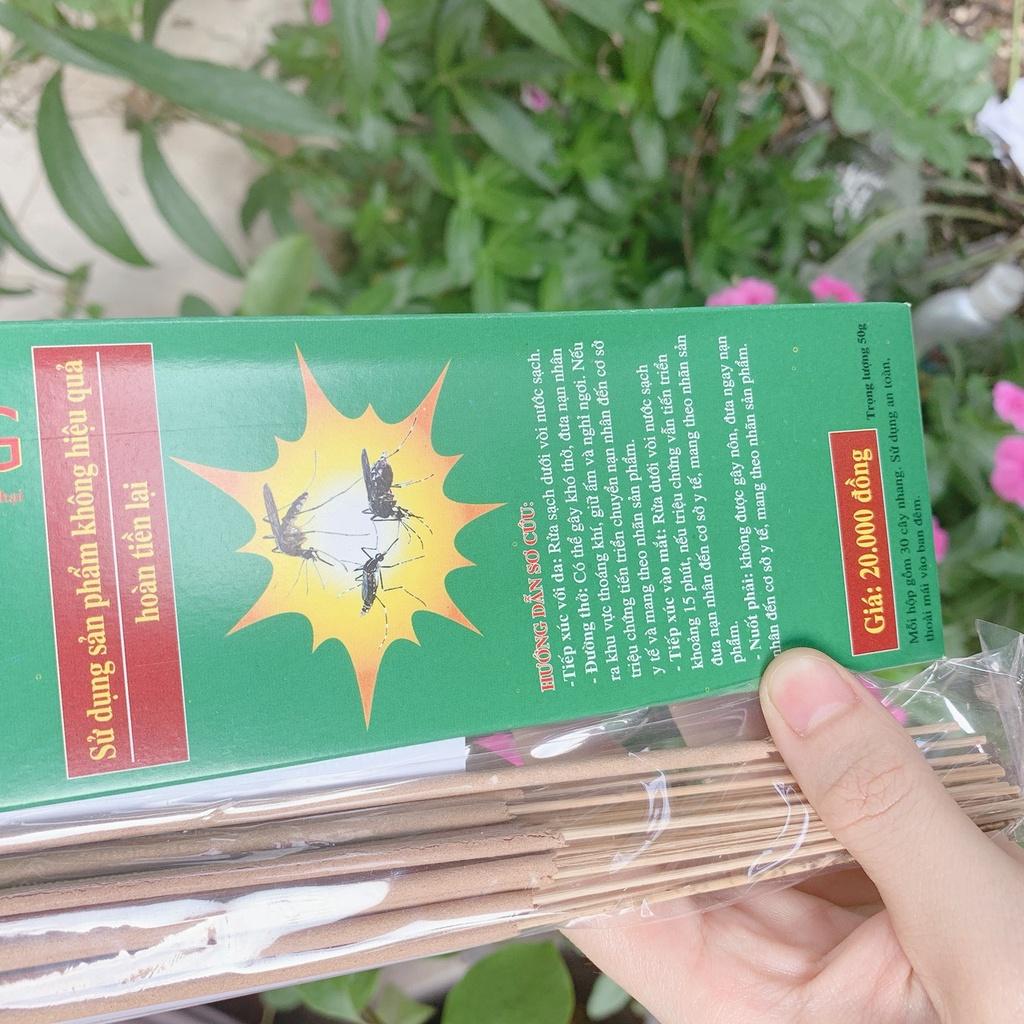 hại
Sử dụng sản phẩm không hiệu quả
hoàn tiền lại
HƯỚNG DẪN SƠ CỨU:
-Tiếp xúc với da: Rửa sạch dưới vòi nước sạch.
- Đường thở: Có thể gây khó thở, đưa nạn nhân
ra khu vực thoáng khí, giữ ấm và nghỉ ngơi. Nếu
triệu chứng tiến triển chuyển nạn nhân đến cơ sở
y tế và mang theo nhãn sản phẩm.
- Tiếp xúc vào mắt: Rửa dưới vòi nước sạch
khoảng 15 phút, nếu triệu chứng vẫn tiến triển
đưa nạn nhân đến cơ sở y tế, mang theo nhãn sản
phẩm.
- Nuốt phải: không được gây nôn, đưa ngay nạn
nhân đến cơ sở y tế, mang theo nhãn sản phẩm.
Giá: 20.000 đồng
Trọng lượng 50g
Mỗi hộp gồm 30 cây nhang. Sử dụng an toàn,
thoải mái vào ban đêm.